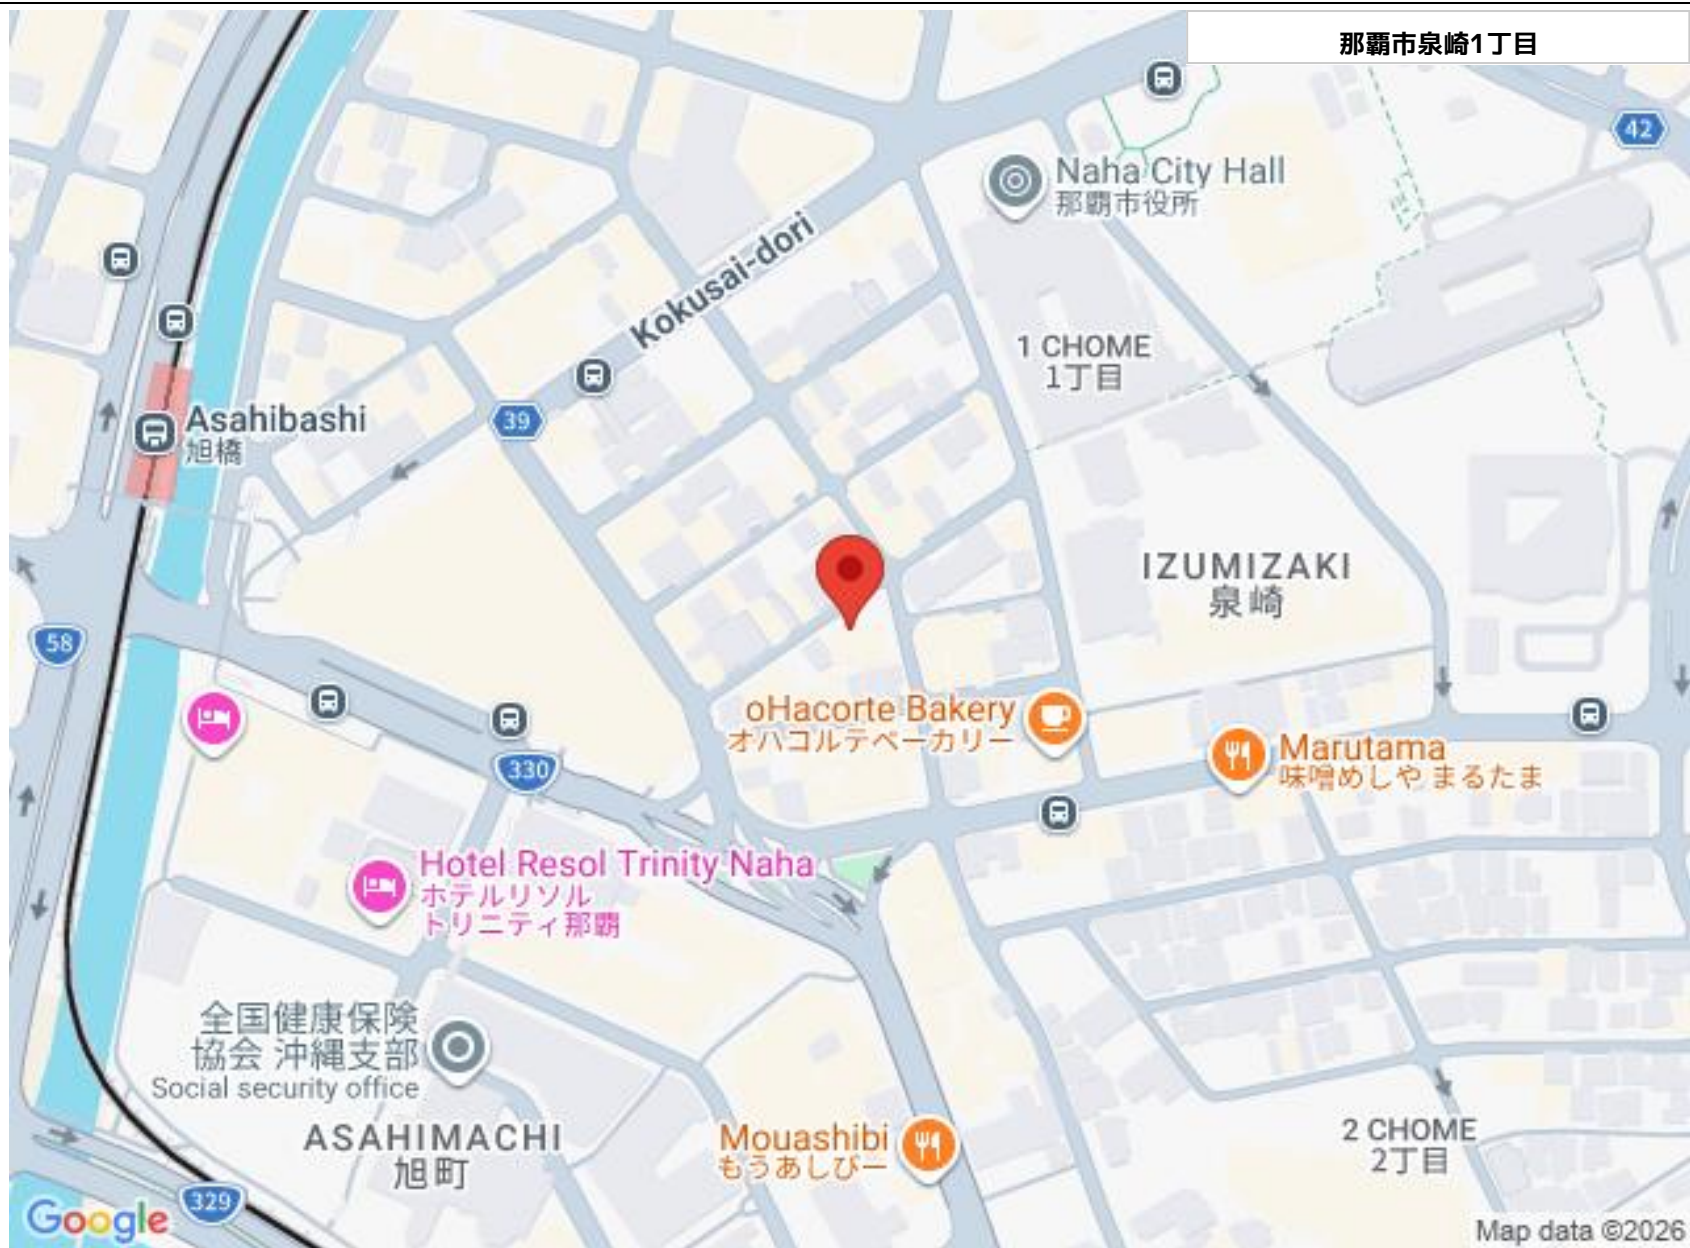 那覇市泉崎1丁目
42
Naha City Hall
那覇市役所
Kokusai-dori
1 CHOME
1丁目
39
Asahibashi
旭橋
IZUMIZAKI
泉崎
58
oHacorte Bakery
オハコルテベーカリー
Marutama
味噌めしや まるたま
330
Hotel Resol Trinity Naha
ホテルリソル
トリニティ那覇
全国健康保険
協会 沖縄支部
Social security office
ASAHIMACHI
旭町
Mouashibi
もうあしびー
2 CHOME
2丁目
329
Google
Map data ©2026